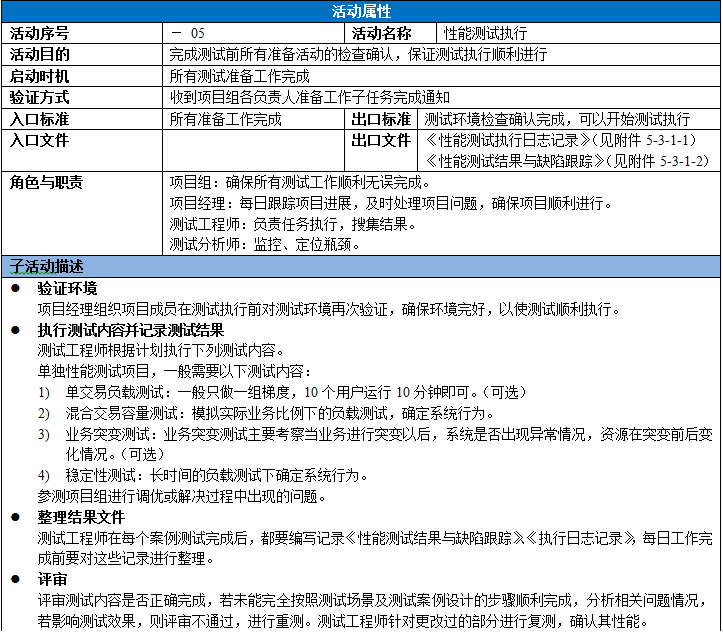 活动属性
活动序号 － 05 活动名称 性能测试执行
活动目的 完成测试前所有准备活动的检查确认，保证测试执行顺利进行
启动时机 所有测试准备工作完成
验证方式 收到项目组各负责人准备工作子任务完成通知
入口标准 所有准备工作完成 出口标准 测试环境检查确认完成，可以开始测试执行
入口文件 出口文件 《性能测试执行日志记录》（见附件 5-3-1-1）
《性能测试结果与缺陷跟踪》（见附件 5-3-1-2）
角色与职责 项目组：确保所有测试工作顺利无误完成。
项目经理：每日跟踪项目进展，及时处理项目问题，确保项目顺利进行。
测试工程师：负责任务执行，搜集结果。
测试分析师：监控、定位瓶颈。
子活动描述
● 验证环境
项目经理组织项目成员在测试执行前对测试环境再次验证，确保环境完好，以使测试顺利执行。
● 执行测试内容并记录测试结果
测试工程师根据计划执行下列测试内容。
单独性能测试项目，一般需要以下测试内容：
1) 单交易负载测试：一般只做一组梯度，10 个用户运行 10 分钟即可。（可选）
2) 混合交易容量测试：模拟实际业务比例下的负载测试，确定系统行为。
3) 业务突变测试：业务突变测试主要考察当业务进行突变以后，系统是否出现异常情况，资源在突变前后变
化情况。（可选）
4) 稳定性测试：长时间的负载测试下确定系统行为。
参测项目组进行调优或解决过程中出现的问题。
● 整理结果文件
测试工程师在每个案例测试完成后，都要编写记录《性能测试结果与缺陷跟踪》、《执行日志记录》，每日工作完
成前要对这些记录进行整理。
● 评审
评审测试内容是否正确完成，若未能完全按照测试场景及测试案例设计的步骤顺利完成，分析相关问题情况，
若影响测试效果，则评审不通过，进行重测。测试工程师针对更改过的部分进行复测，确认其性能。